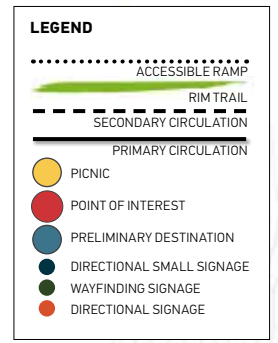 LEGEND
ACCESSIBLE RAMP
RIM TRAIL
SECONDARY CIRCULATION
PRIMARY CIRCULATION
PICNIC
POINT OF INTEREST
PRELIMINARY DESTINATION
DIRECTIONAL SMALL SIGNAGE
WAYFINDING SIGNAGE
DIRECTIONAL SIGNAGE